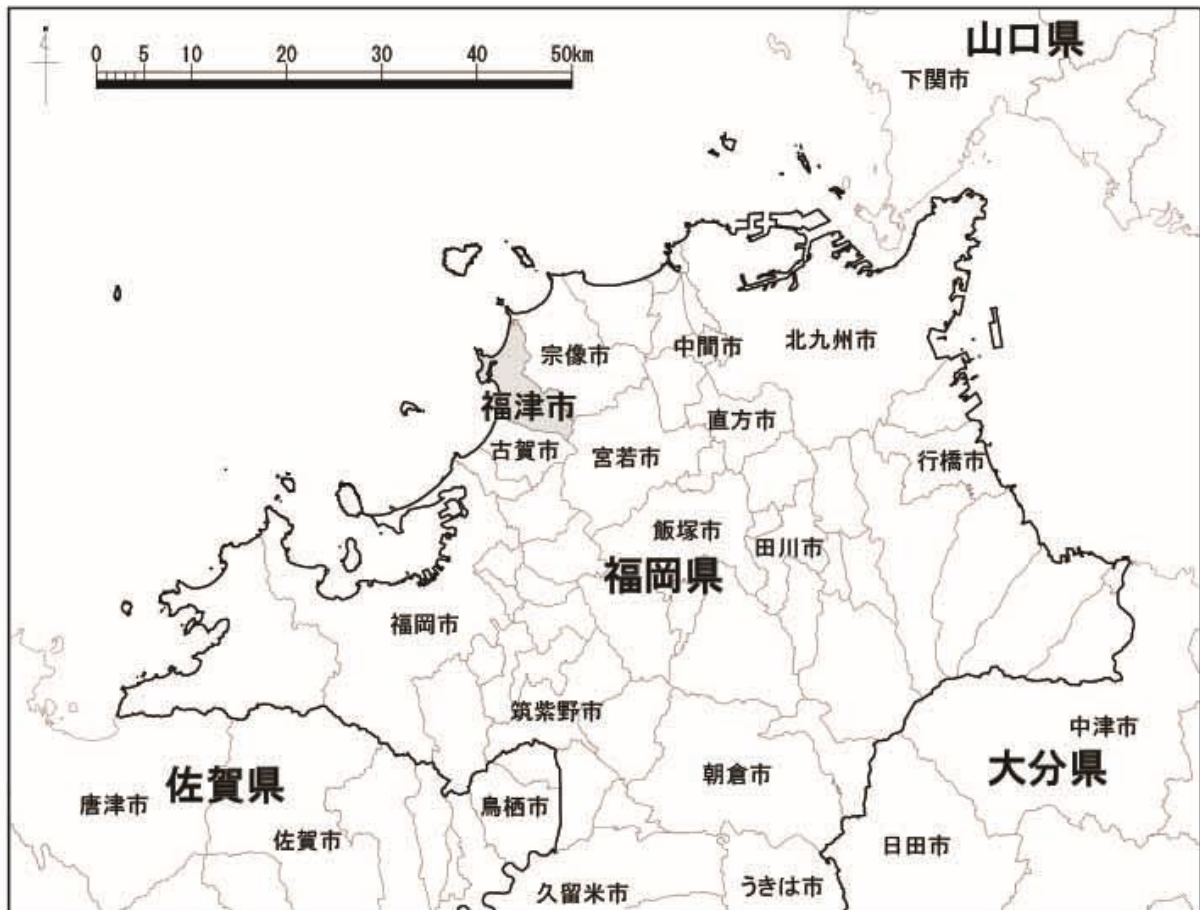 山口県
0 5 10 20 30 40 50km
下関市
北九州市
宗像市
中間市
福津市
直方市
古賀市
宮若市
行橋市
飯塚市
田川市
福岡県
福岡市
筑紫野市
中津市
大分県
朝倉市
佐賀県
唐津市
鳥栖市
佐賀市
日田市
久留米市
うきは市